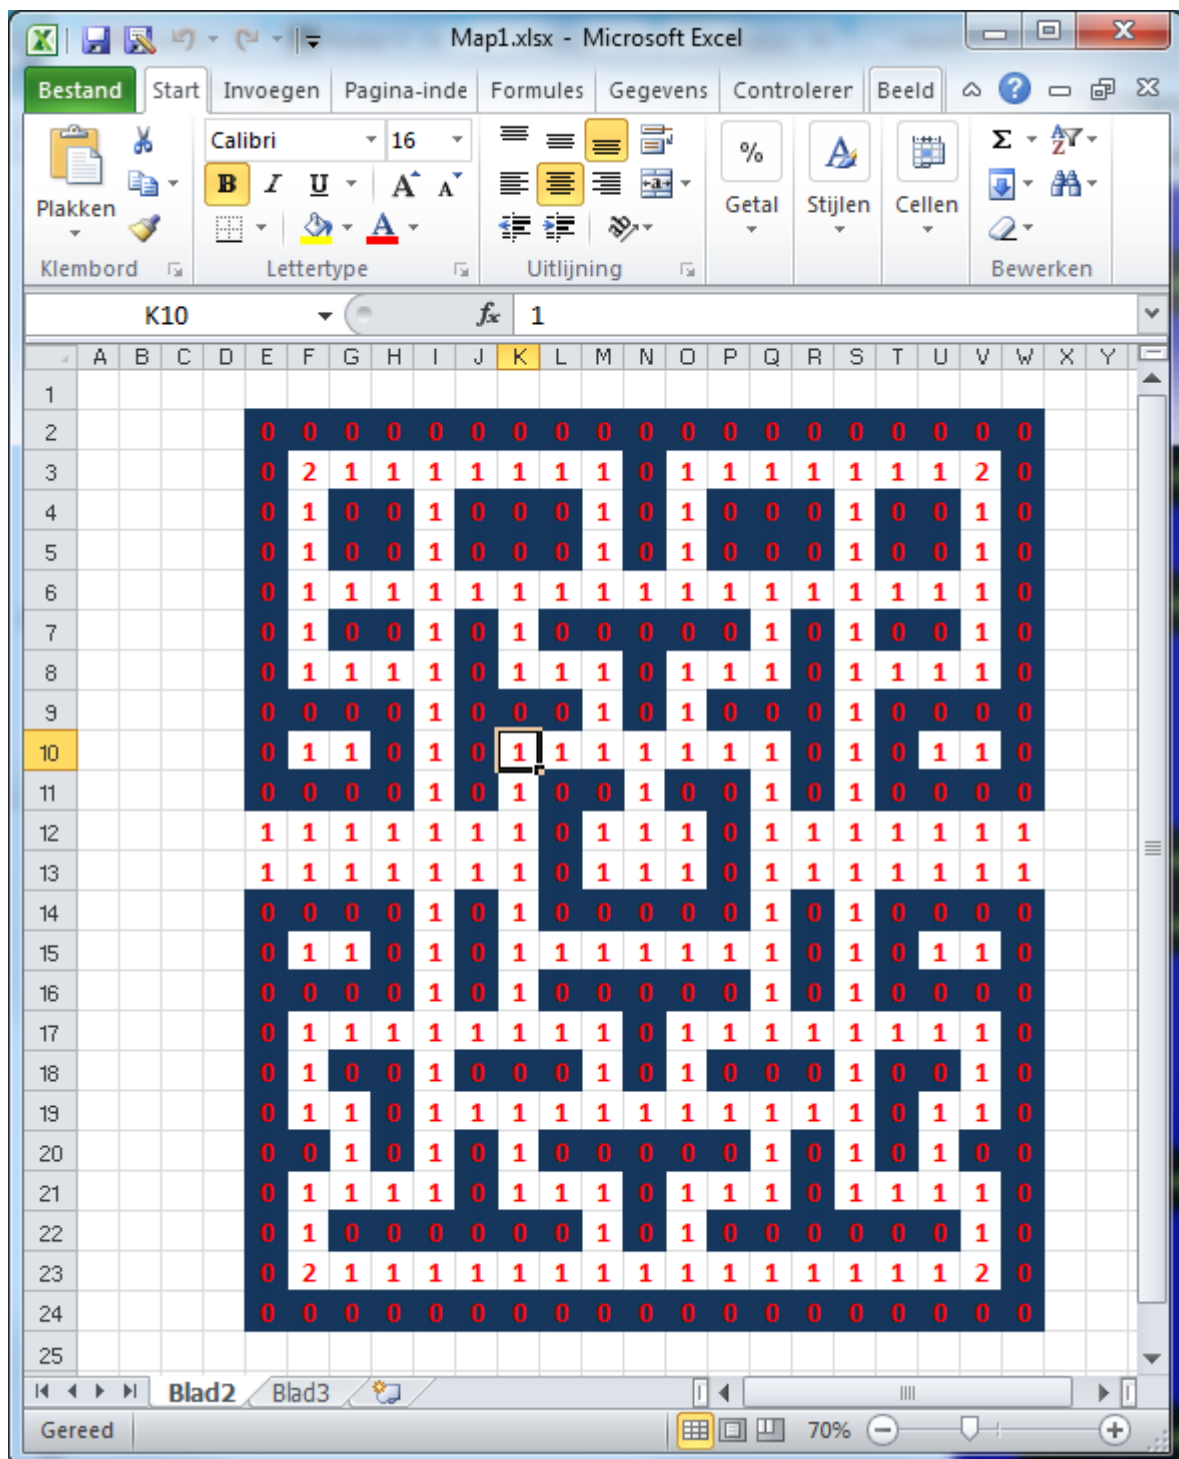 Map1.xlsx - Microsoft Excel
Bestand Start Invoegen Pagina-inde Formules Gegevens Controleren Beeld
Calibri 16 %
B I U A A A
Plakken Getal Stijlen Cellen
Klembord Lettertype Uitlijning Bewerken
K10 fx 1
A B C D E F G H I J K L M N O P Q R S T U V W X Y
1
2 0 0 0 0 0 0 0 0 0 0 0 0 0 0 0 0 0 0 0
3 0 2 1 1 1 1 1 1 1 0 1 1 1 1 1 1 1 2 0
4 0 1 0 0 1 0 0 0 1 0 1 0 0 0 1 0 0 1 0
5 0 1 0 0 1 0 0 0 1 0 1 0 0 0 1 0 0 1 0
6 0 1 1 1 1 1 1 1 1 1 1 1 1 1 1 1 1 1 0
7 0 1 0 0 1 0 1 0 0 0 0 0 1 0 1 0 0 1 0
8 0 1 1 1 1 0 1 1 1 0 1 1 1 0 1 1 1 1 0
9 0 0 0 0 1 0 0 0 1 0 1 0 0 0 1 0 0 0 0
10 0 1 1 0 1 0 1 1 1 1 1 1 1 0 1 0 1 1 0
11 0 0 0 0 1 0 1 0 0 1 0 0 1 0 1 0 0 0 0
12 1 1 1 1 1 1 1 0 1 1 1 0 1 1 1 1 1 1 1
13 1 1 1 1 1 1 1 0 1 1 1 0 1 1 1 1 1 1 1
14 0 0 0 0 1 0 1 0 0 0 0 0 1 0 1 0 0 0 0
15 0 1 1 0 1 0 1 1 1 1 1 1 1 0 1 0 1 1 0
16 0 0 0 0 1 0 1 0 0 0 0 0 1 0 1 0 0 0 0
17 0 1 1 1 1 1 1 1 1 0 1 1 1 1 1 1 1 1 0
18 0 1 0 0 1 0 0 0 1 0 1 0 0 0 1 0 0 1 0
19 0 1 1 0 1 1 1 1 1 1 1 1 1 1 1 0 1 1 0
20 0 0 1 0 1 0 1 0 0 0 0 0 1 0 1 0 1 0 0
21 0 1 1 1 1 0 1 1 1 0 1 1 1 0 1 1 1 1 0
22 0 1 0 0 0 0 0 0 1 0 1 0 0 0 0 0 0 1 0
23 0 2 1 1 1 1 1 1 1 1 1 1 1 1 1 1 1 2 0
24 0 0 0 0 0 0 0 0 0 0 0 0 0 0 0 0 0 0 0
25
Blad2 Blad3
Gereed 70%